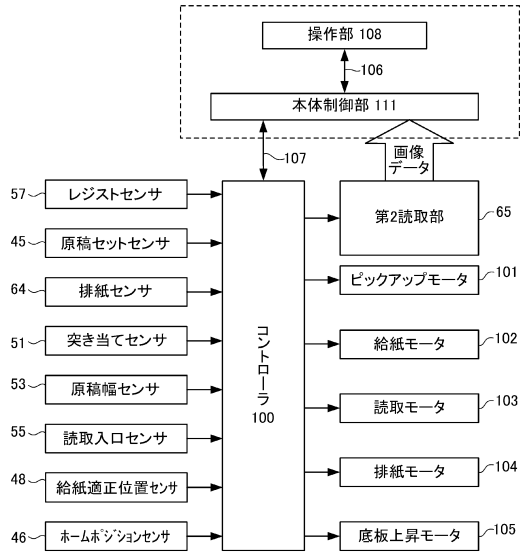 操作部 108
106
本体制御部 111
107
画像
データ
57
レジストセンサ
45
原稿セットセンサ
64
排紙センサ
51
突き当てセンサ
53
原稿幅センサ
55
読取入口センサ
48
給紙適正位置センサ
46
ホームポジションセンサ
コントローラ
100
第2読取部
65
ピックアップモータ
101
給紙モータ
102
読取モータ
103
排紙モータ
104
底板上昇モータ
105